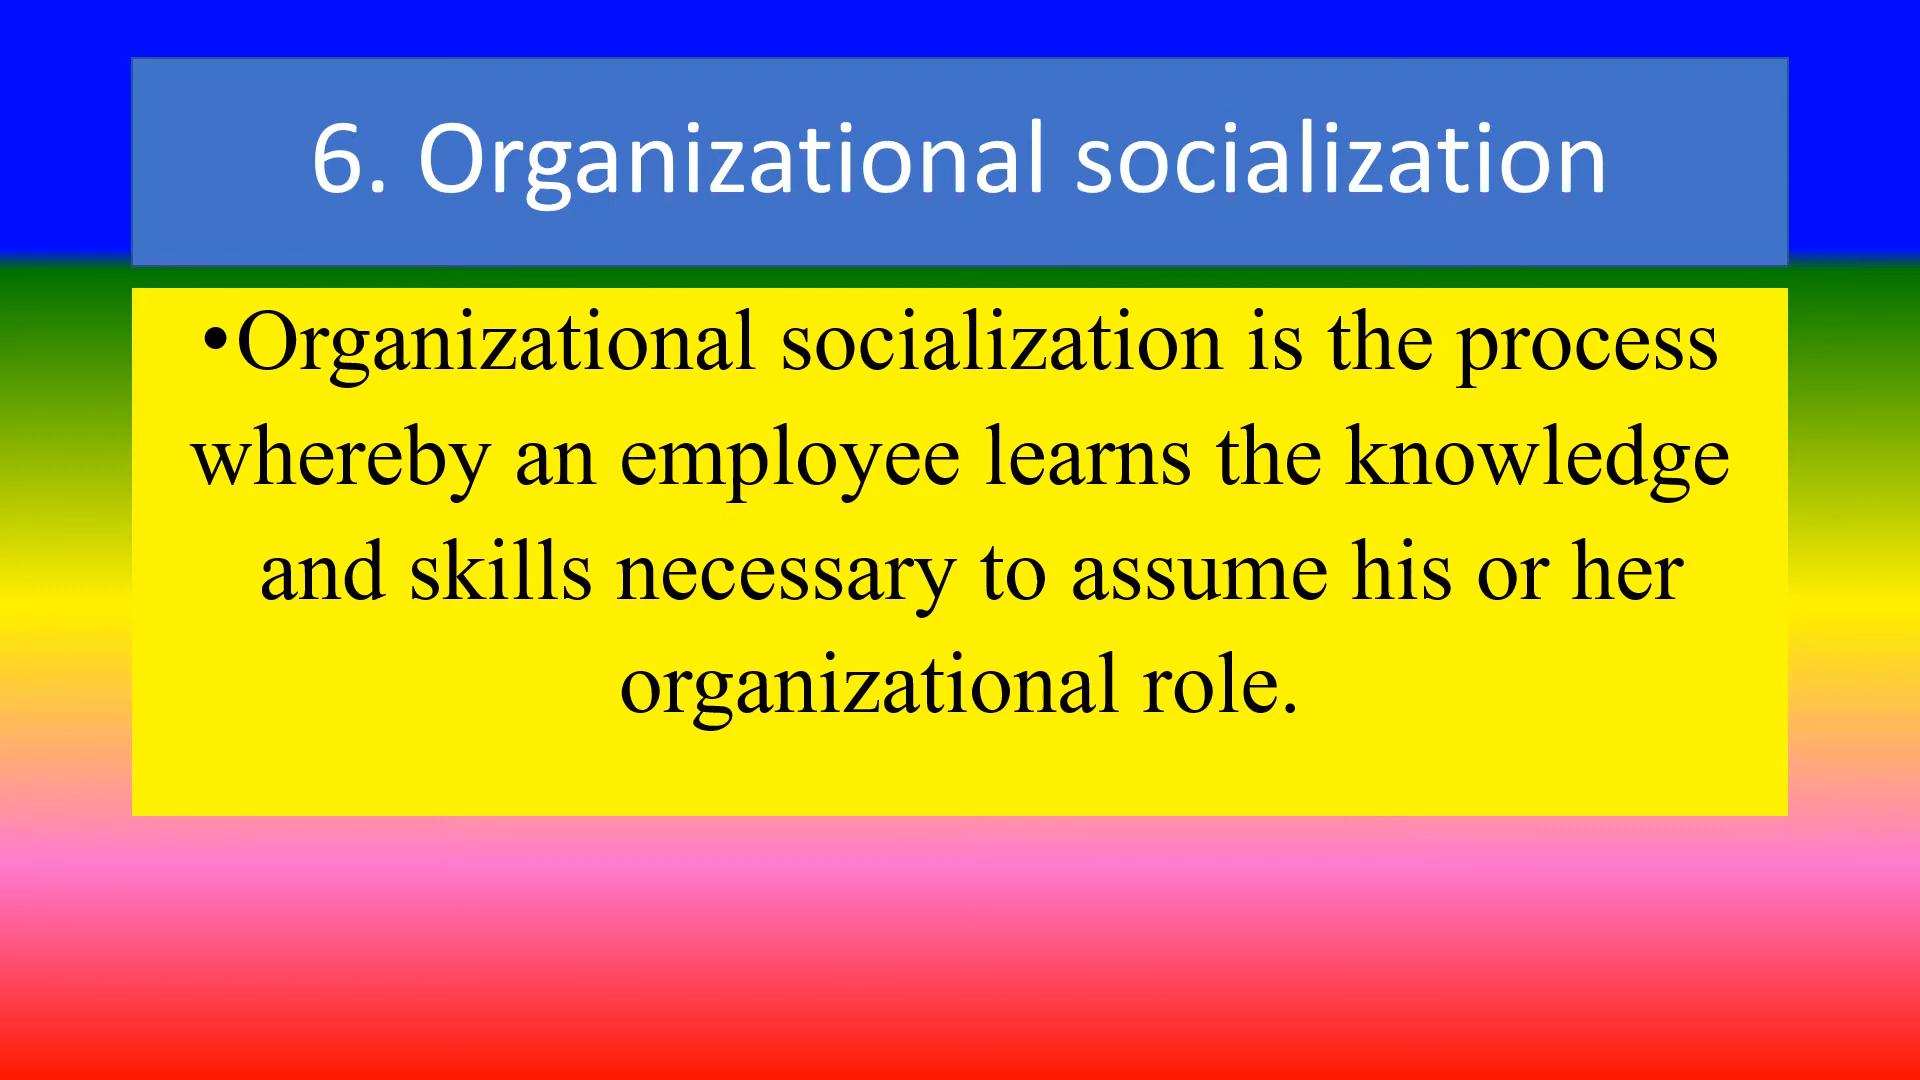 6. Organizational socialization
•Organizational socialization is the process
whereby an employee learns the knowledge
and skills necessary to assume his or her
organizational role.